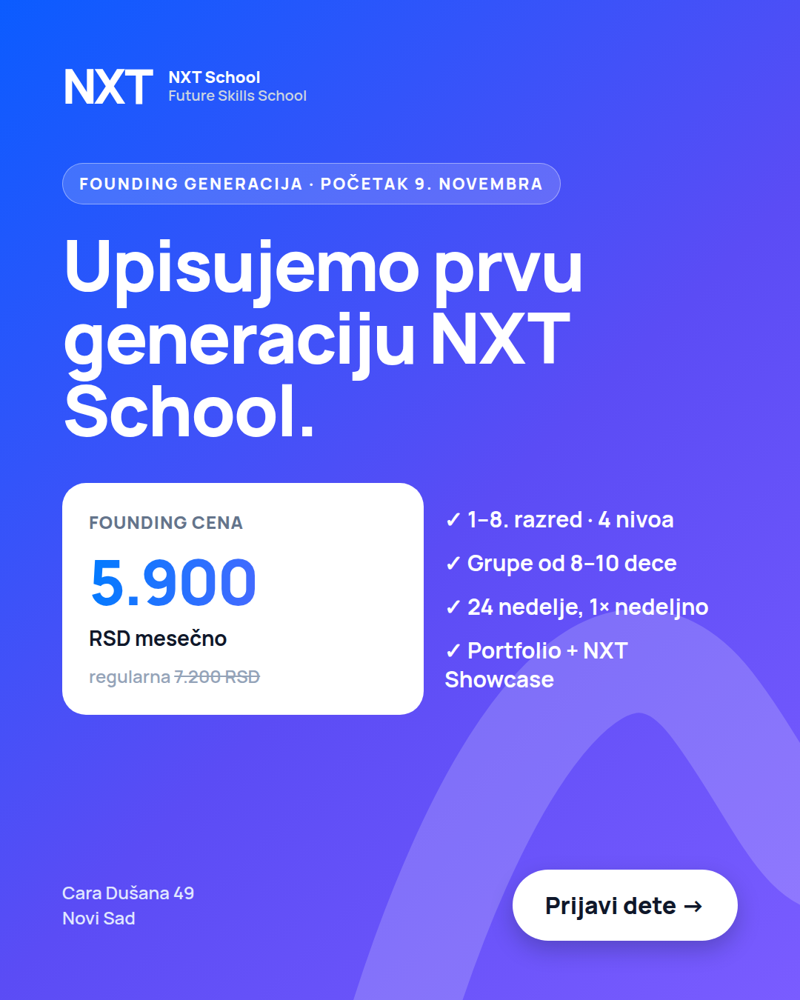 NXT
NXT School
Future Skills School
FOUNDING GENERACIJA · POČETAK 9. NOVEMBRA
Upisujemo prvu
generaciju NXT
School.
FOUNDING CENA
5.900
RSD mesečno
regularna 7.200 RSD
✓ 1–8. razred · 4 nivoa
✓ Grupe od 8–10 dece
✓ 24 nedelje, 1× nedeljno
✓ Portfolio + NXT
Showcase
Cara Dušana 49
Novi Sad
Prijavi dete →